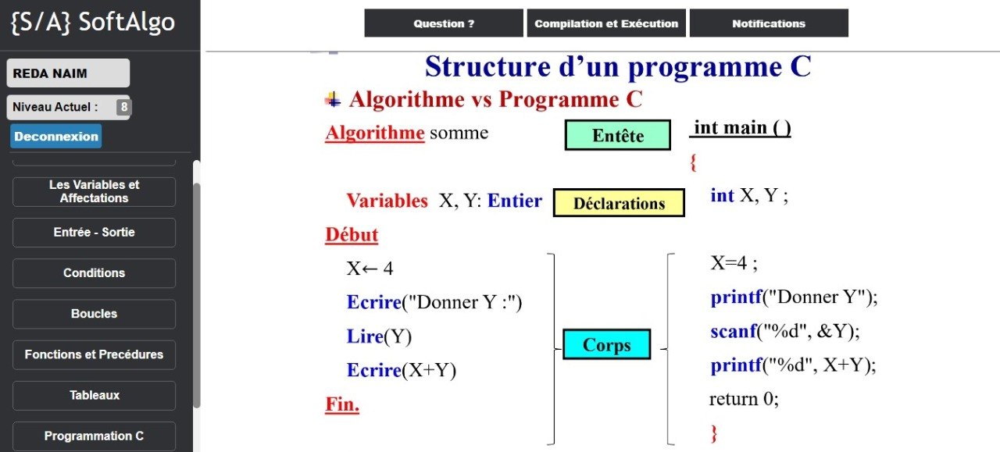 {S/A} SoftAlgo
REDA NAIM
Niveau Actuel : 8
Deconnexion
Les Variables et
Affectations
Entrée - Sortie
Conditions
Boucles
Fonctions et Precédures
Tableaux
Programmation C
Question ?
Compilation et Exécution
Notifications
Structure d’un programme C
Algorithme vs Programme C
Algorithme somme
Entête
int main ( )
{
Variables X, Y: Entier
Déclarations
int X, Y ;
Début
X← 4
Ecrire("Donner Y :")
Lire(Y)
Ecrire(X+Y)
Fin.
Corps
X=4 ;
printf("Donner Y");
scanf("%d", &Y);
printf("%d", X+Y);
return 0;
}